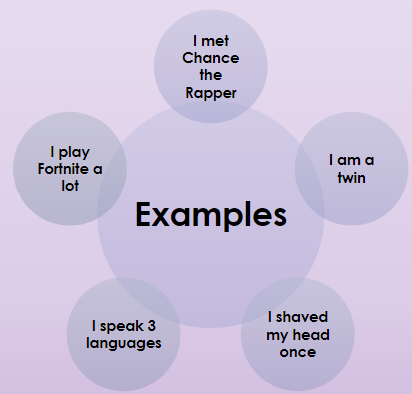 I met
Chance
the
Rapper
I play
Fortnite a
lot
I am a
twin
Examples
I speak 3
languages
I shaved
my head
once